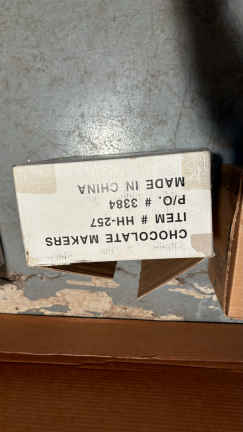 CHOCOLATE MAKERS
ITEM # HH-257
P/O. # 3384
MADE IN CHINA